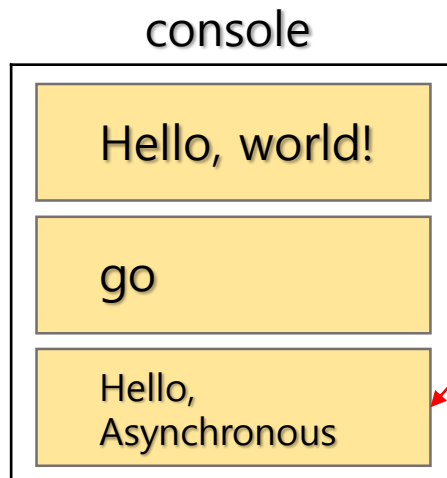 console
Hello, world!
go
Hello,
Asynchronous